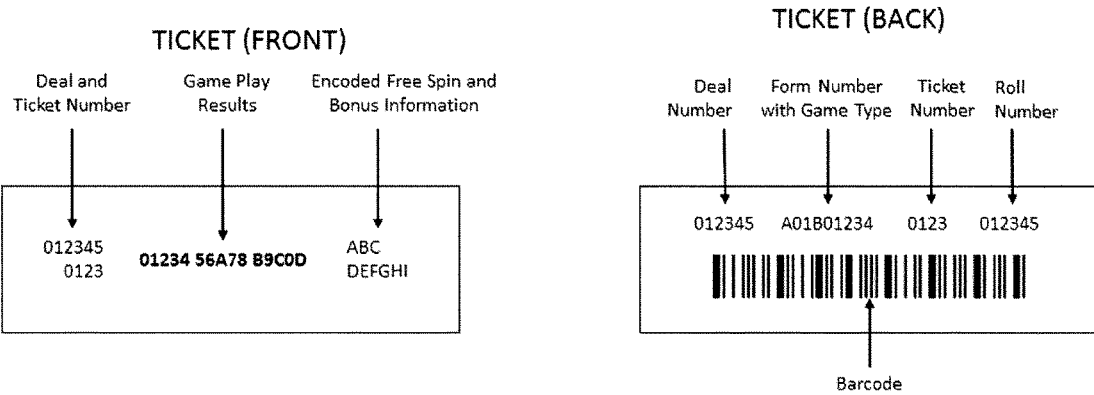 TICKET (FRONT)
Deal and
Ticket Number
Game Play
Results
Encoded Free Spin and
Bonus Information
012345
0123
01234 56A78 B9C0D
ABC
DEFGHI
TICKET (BACK)
Deal
Number
Form Number
with Game Type
Ticket
Number
Roll
Number
012345 A01B01234 0123 012345
Barcode